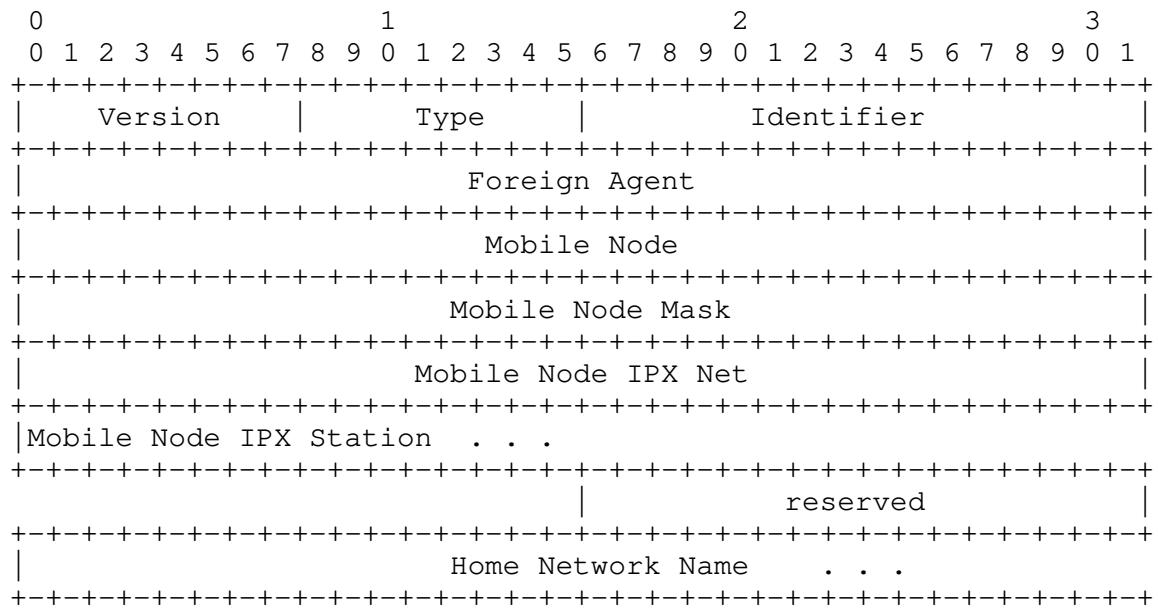 0                   1                   2                   3
 0 1 2 3 4 5 6 7 8 9 0 1 2 3 4 5 6 7 8 9 0 1 2 3 4 5 6 7 8 9 0 1
+-+-+-+-+-+-+-+-+-+-+-+-+-+-+-+-+-+-+-+-+-+-+-+-+-+-+-+-+-+-+-+-+
|    Version    |      Type     |          Identifier           |
+-+-+-+-+-+-+-+-+-+-+-+-+-+-+-+-+-+-+-+-+-+-+-+-+-+-+-+-+-+-+-+-+
|                         Foreign Agent                         |
+-+-+-+-+-+-+-+-+-+-+-+-+-+-+-+-+-+-+-+-+-+-+-+-+-+-+-+-+-+-+-+-+
|                          Mobile Node                          |
+-+-+-+-+-+-+-+-+-+-+-+-+-+-+-+-+-+-+-+-+-+-+-+-+-+-+-+-+-+-+-+-+
|                        Mobile Node Mask                       |
+-+-+-+-+-+-+-+-+-+-+-+-+-+-+-+-+-+-+-+-+-+-+-+-+-+-+-+-+-+-+-+-+
|                      Mobile Node IPX Net                      |
+-+-+-+-+-+-+-+-+-+-+-+-+-+-+-+-+-+-+-+-+-+-+-+-+-+-+-+-+-+-+-+-+
|Mobile Node IPX Station  . . .
+-+-+-+-+-+-+-+-+-+-+-+-+-+-+-+-+-+-+-+-+-+-+-+-+-+-+-+-+-+-+-+-+
                                |           reserved            |
+-+-+-+-+-+-+-+-+-+-+-+-+-+-+-+-+-+-+-+-+-+-+-+-+-+-+-+-+-+-+-+-+
|                        Home Network Name    . . .
+-+-+-+-+-+-+-+-+-+-+-+-+-+-+-+-+-+-+-+-+-+-+-+-+-+-+-+-+-+-+-+-+